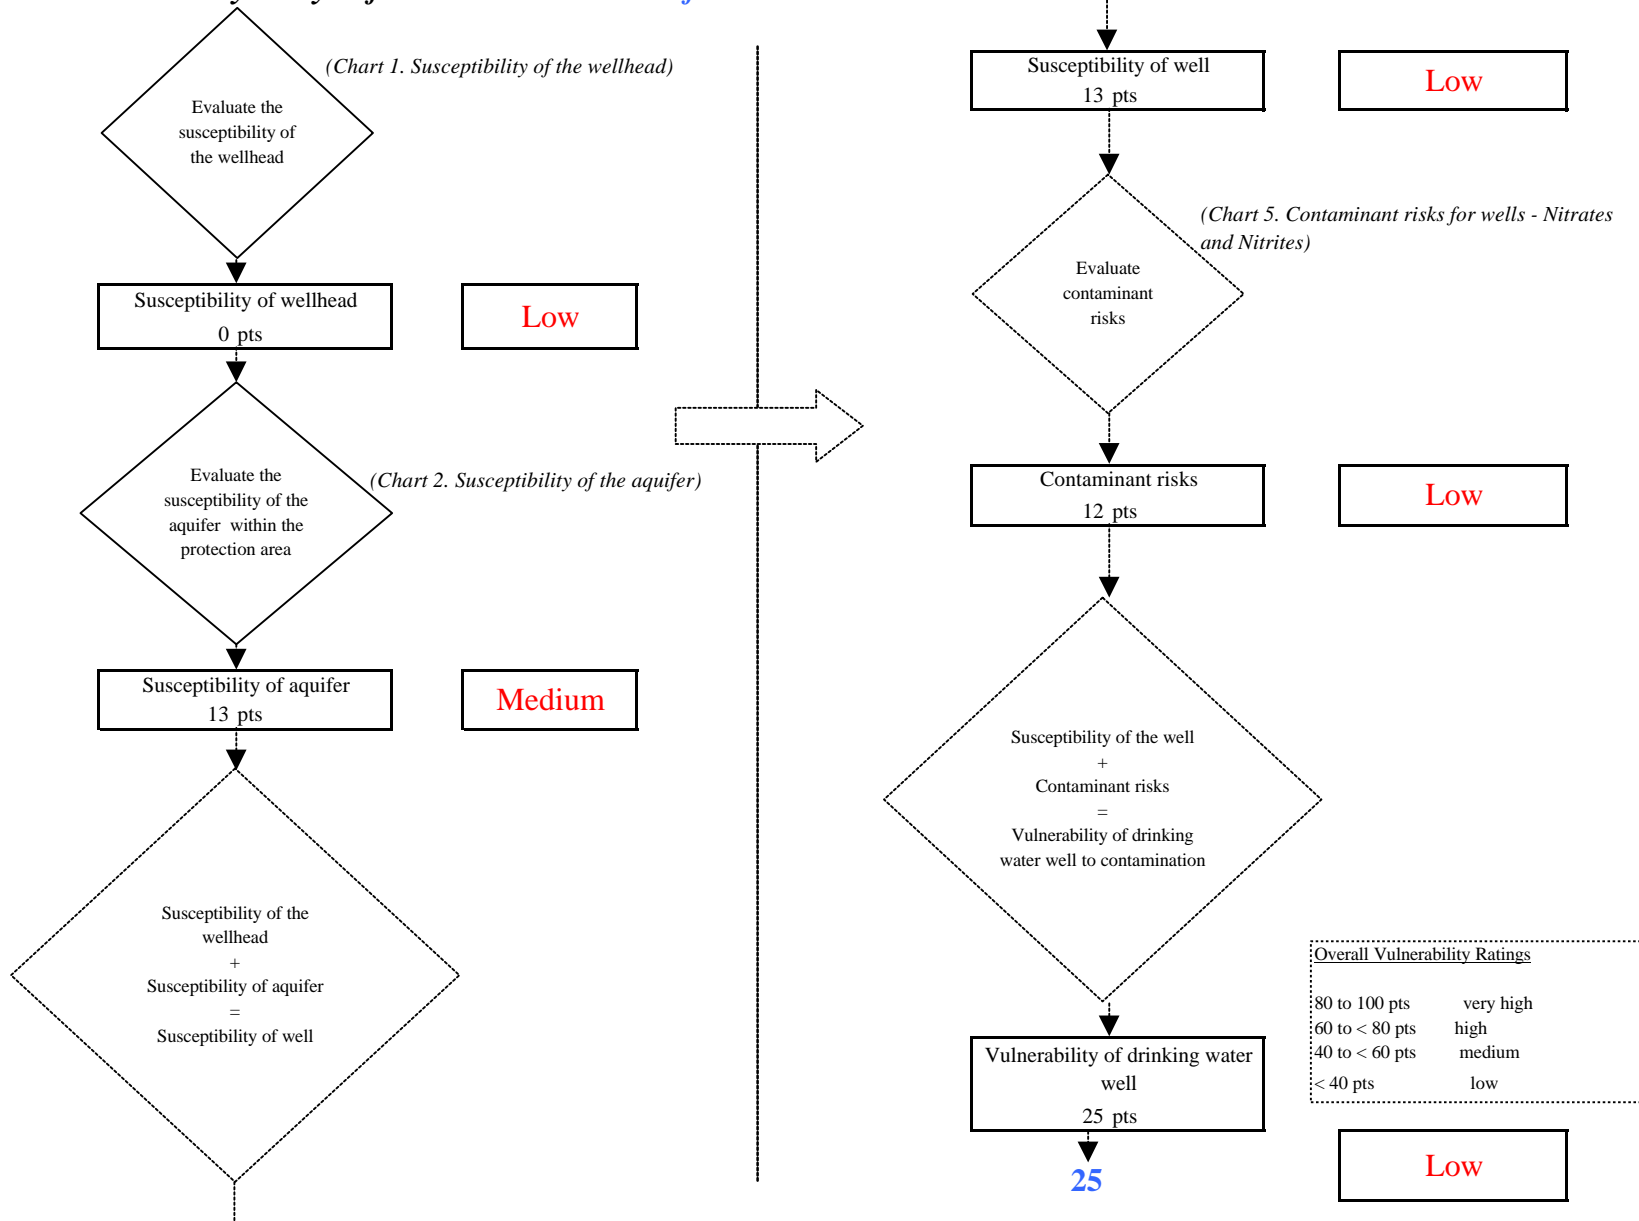 (Chart 1. Susceptibility of the wellhead)
Evaluate the
susceptibility of
the wellhead
Susceptibility of wellhead
0 pts
Low
Evaluate the
susceptibility of the
aquifer within the
protection area
(Chart 2. Susceptibility of the aquifer)
Susceptibility of aquifer
13 pts
Medium
Susceptibility of the
wellhead
+
Susceptibility of aquifer
=
Susceptibility of well
Susceptibility of well
13 pts
Low
(Chart 5. Contaminant risks for wells - Nitrates
and Nitrites)
Evaluate
contaminant
risks
Contaminant risks
12 pts
Low
Susceptibility of the well
+
Contaminant risks
=
Vulnerability of drinking
water well to contamination
Overall Vulnerability Ratings
80 to 100 pts very high
60 to < 80 pts high
40 to < 60 pts medium
< 40 pts low
Vulnerability of drinking water
well
25 pts
25
Low